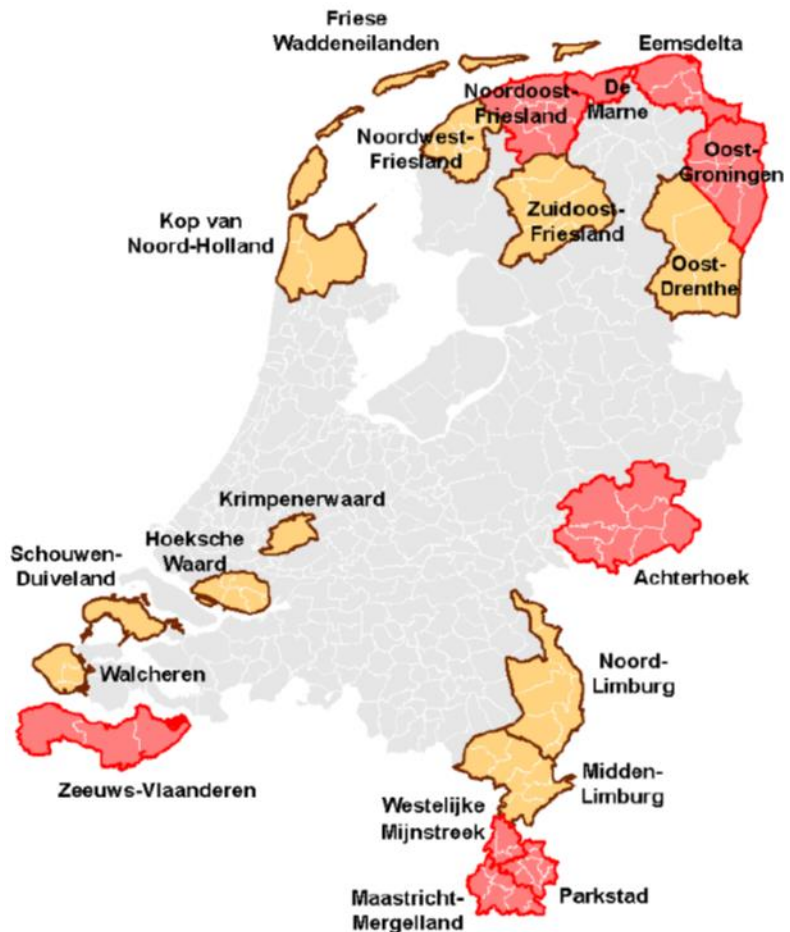 Friese
Waddeneilanden
Eemsdelta
Noordoost-
Friesland
De
Marne
Noordwest-
Friesland
Oost-
Groningen
Kop van
Noord-Holland
Zuidoost-
Friesland
Oost-
Drenthe
Krimpenerwaard
Hoeksche
Waard
Schouwen-
Duiveland
Achterhoek
Walcheren
Noord-
Limburg
Zeeuws-Vlaanderen
Midden-
Limburg
Westelijke
Mijnstreek
Maastricht-
Mergelland
Parkstad